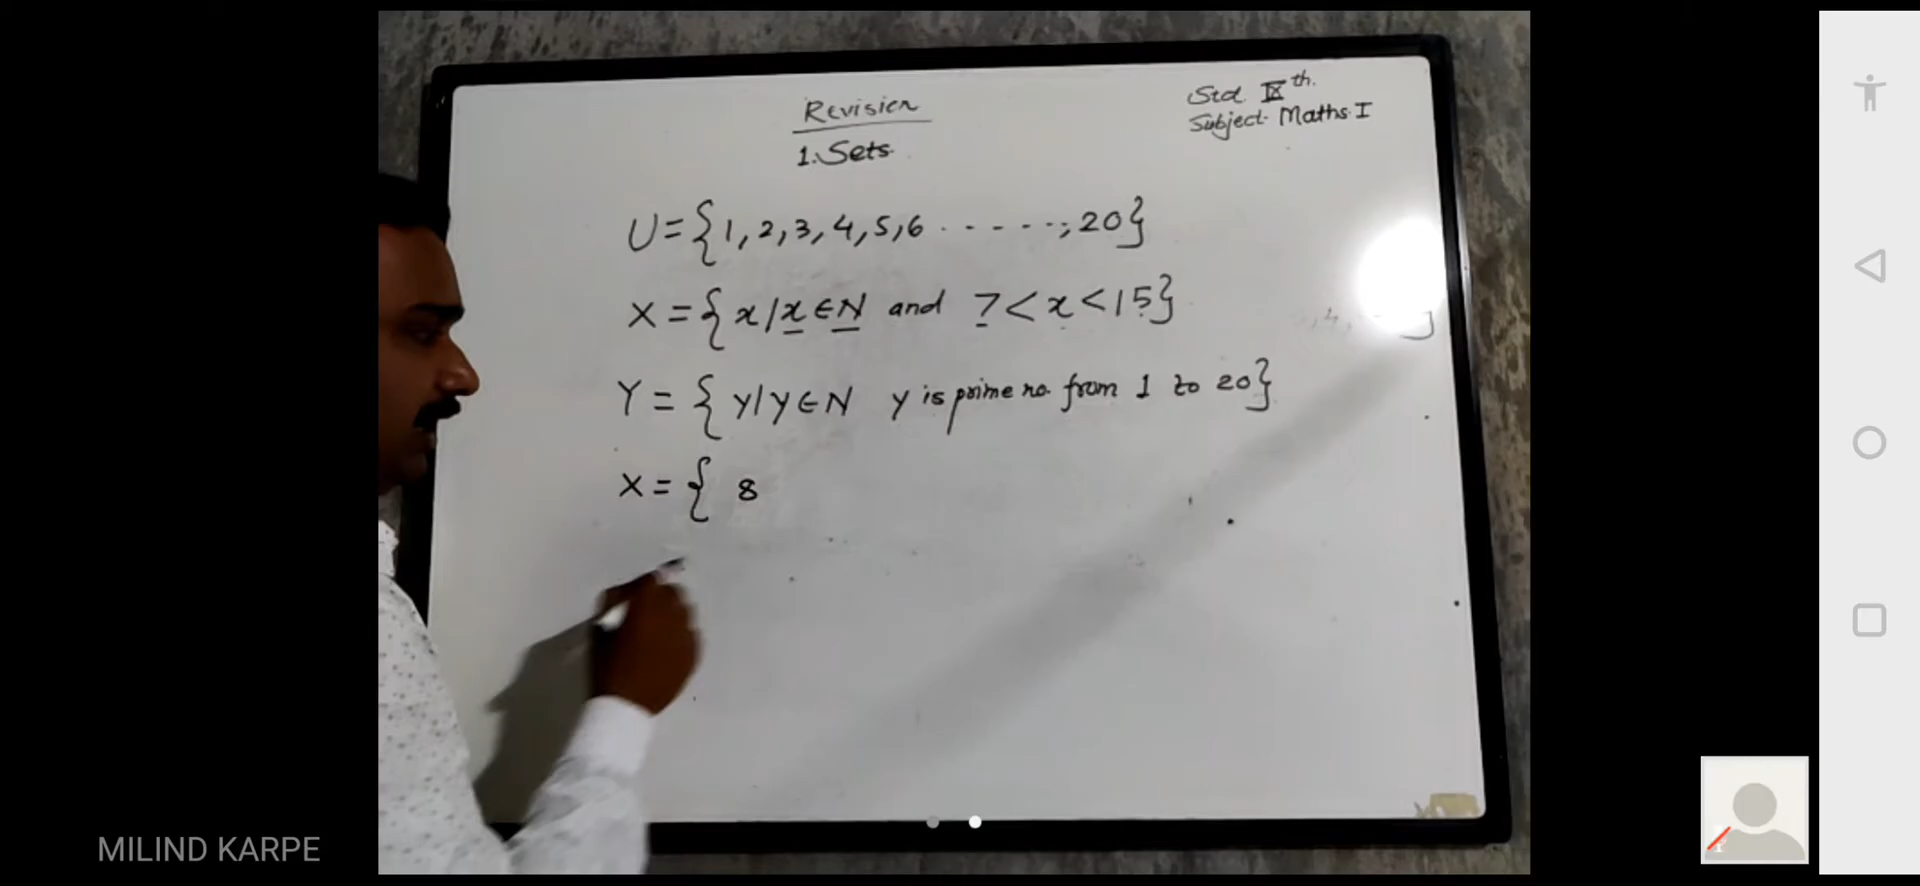 Revision
1. Sets.
Std IXth.
Subject- Maths-I
U={1,2,3,4,5,6 ......,20}
X={x/x∈N and 7<x<15}
Y={y/y∈N y is prime no. from 1 to 20}
X={ 8
MILIND KARPE